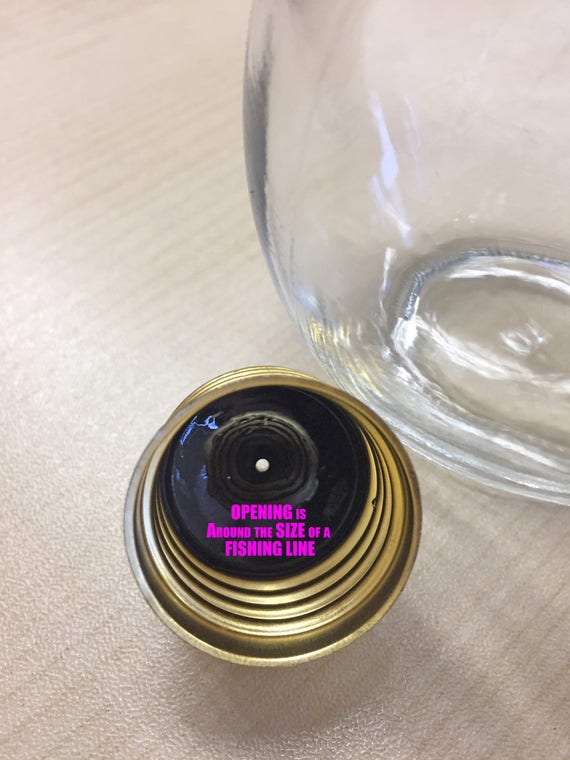 OPENING IS
AROUND THE SIZE OF A
FISHING LINE